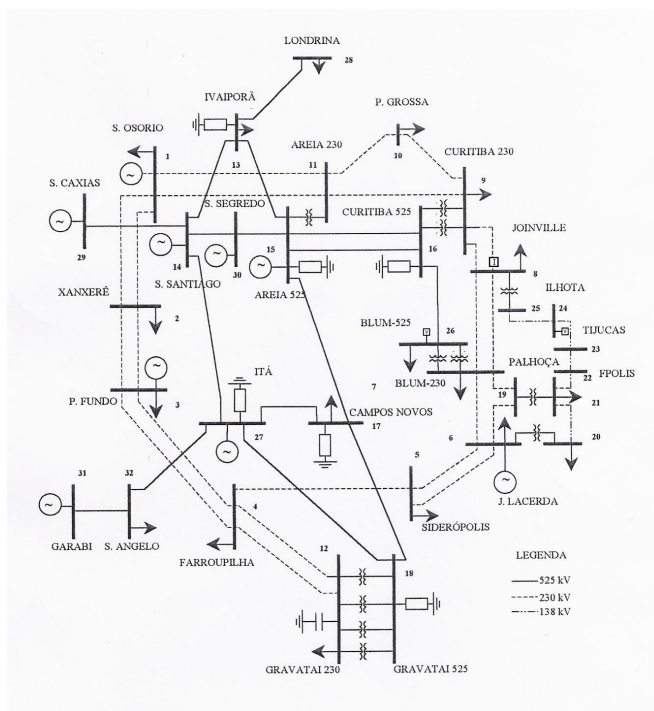 LONDRINA
28
IVAIPORÃ
13
P. GROSSA
10
S. OSORIO
1
AREIA 230
11
CURITIBA 230
9
S. CAXIAS
29
S. SEGREDO
30
CURITIBA 525
16
JOINVILLE
8
14
S. SANTIAGO
15
AREIA 525
ILHOTA
25
24
XANXERÊ
2
BLUM-525
26
TIJUCAS
23
PALHOÇA
22
FPOLIS
BLUM-230
7
19
21
P. FUNDO
3
ITÁ
27
CAMPOS NOVOS
17
6
20
J. LACERDA
31
GARABI
32
S. ANGELO
4
FARROUPILHA
5
SIDERÓPOLIS
12
GRAVATAI 230
18
GRAVATAI 525
LEGENDA
525 kV
230 kV
138 kV